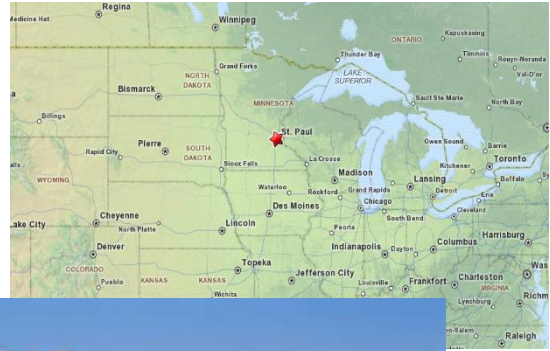 Regina
Medicine Hat
Winnipeg
Kapuskasing
ONTARIO
Timmins
Rouyn-Noranda
Val-D'or
Thunder Bay
LAKE SUPERIOR
Grand Forks
NORTH DAKOTA
Bismarck
MINNESOTA
Sault Ste Marie
North Bay
Billings
St. Paul
Pierre
SOUTH DAKOTA
Rapid City
Sioux Falls
La Crosse
Owen Sound
Barrie
Kitchener
Toronto
WYOMING
Madison
Lansing
Buffalo
Waterloo
Rockford
Grand Rapids
Detroit
Erie
Des Moines
Chicago
Cleveland
Cheyenne
Lake City
North Platte
Lincoln
South Bend
Peoria
Harrisburg
Denver
Indianapolis
Dayton
Columbus
COLORADO
Topeka
Jefferson City
Pueblo
KANSAS
KANSAS
Louisville
Frankfort
Charleston
Was
VIRGINIA
Wichita
Lynchburg
Richm
n-Salem
Raleigh